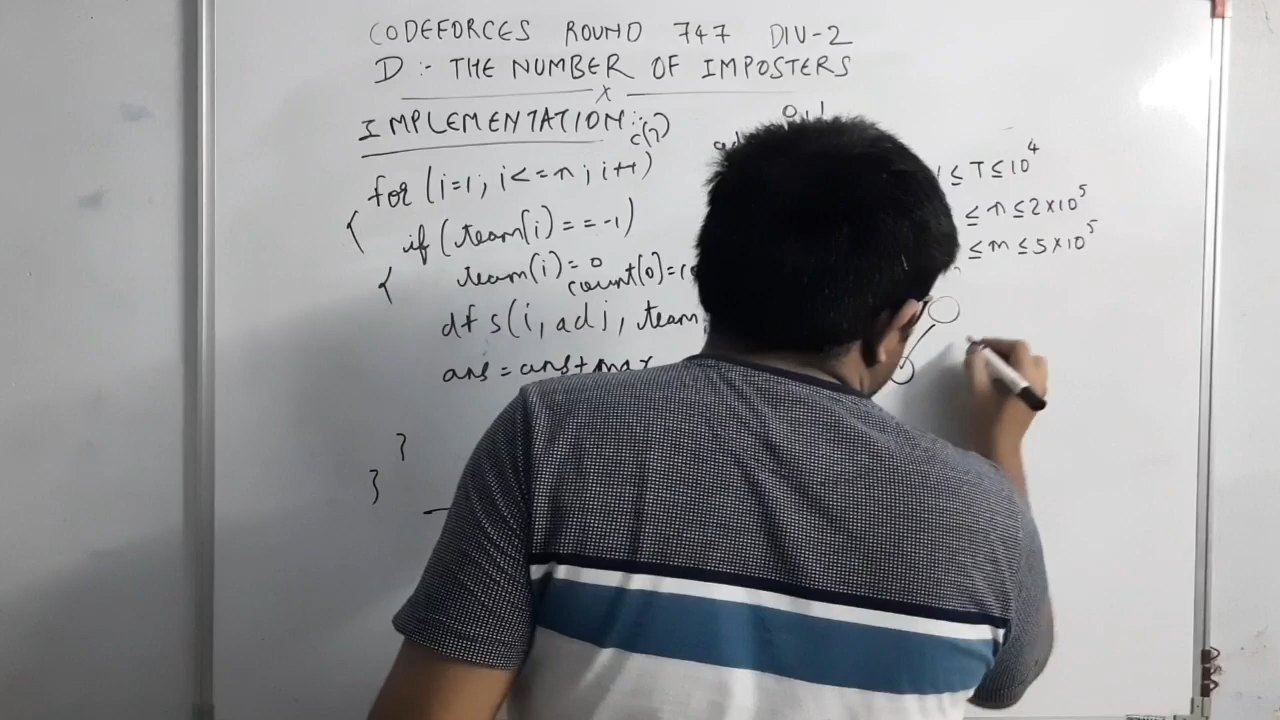 CODEFORCES ROUND 747 DIV-2
D :- THE NUMBER OF IMPOSTERS
x
IMPLEMENTATION :-
for (i=1; i<=n; i++)
{ if (team(i) == -1)
{ team(i) = 0
count[0] =
dfs(i, adj, team,
ans = ans + max
}
}
≤ T ≤ 10^4
≤ n ≤ 2×10^5
≤ m ≤ 5×10^5